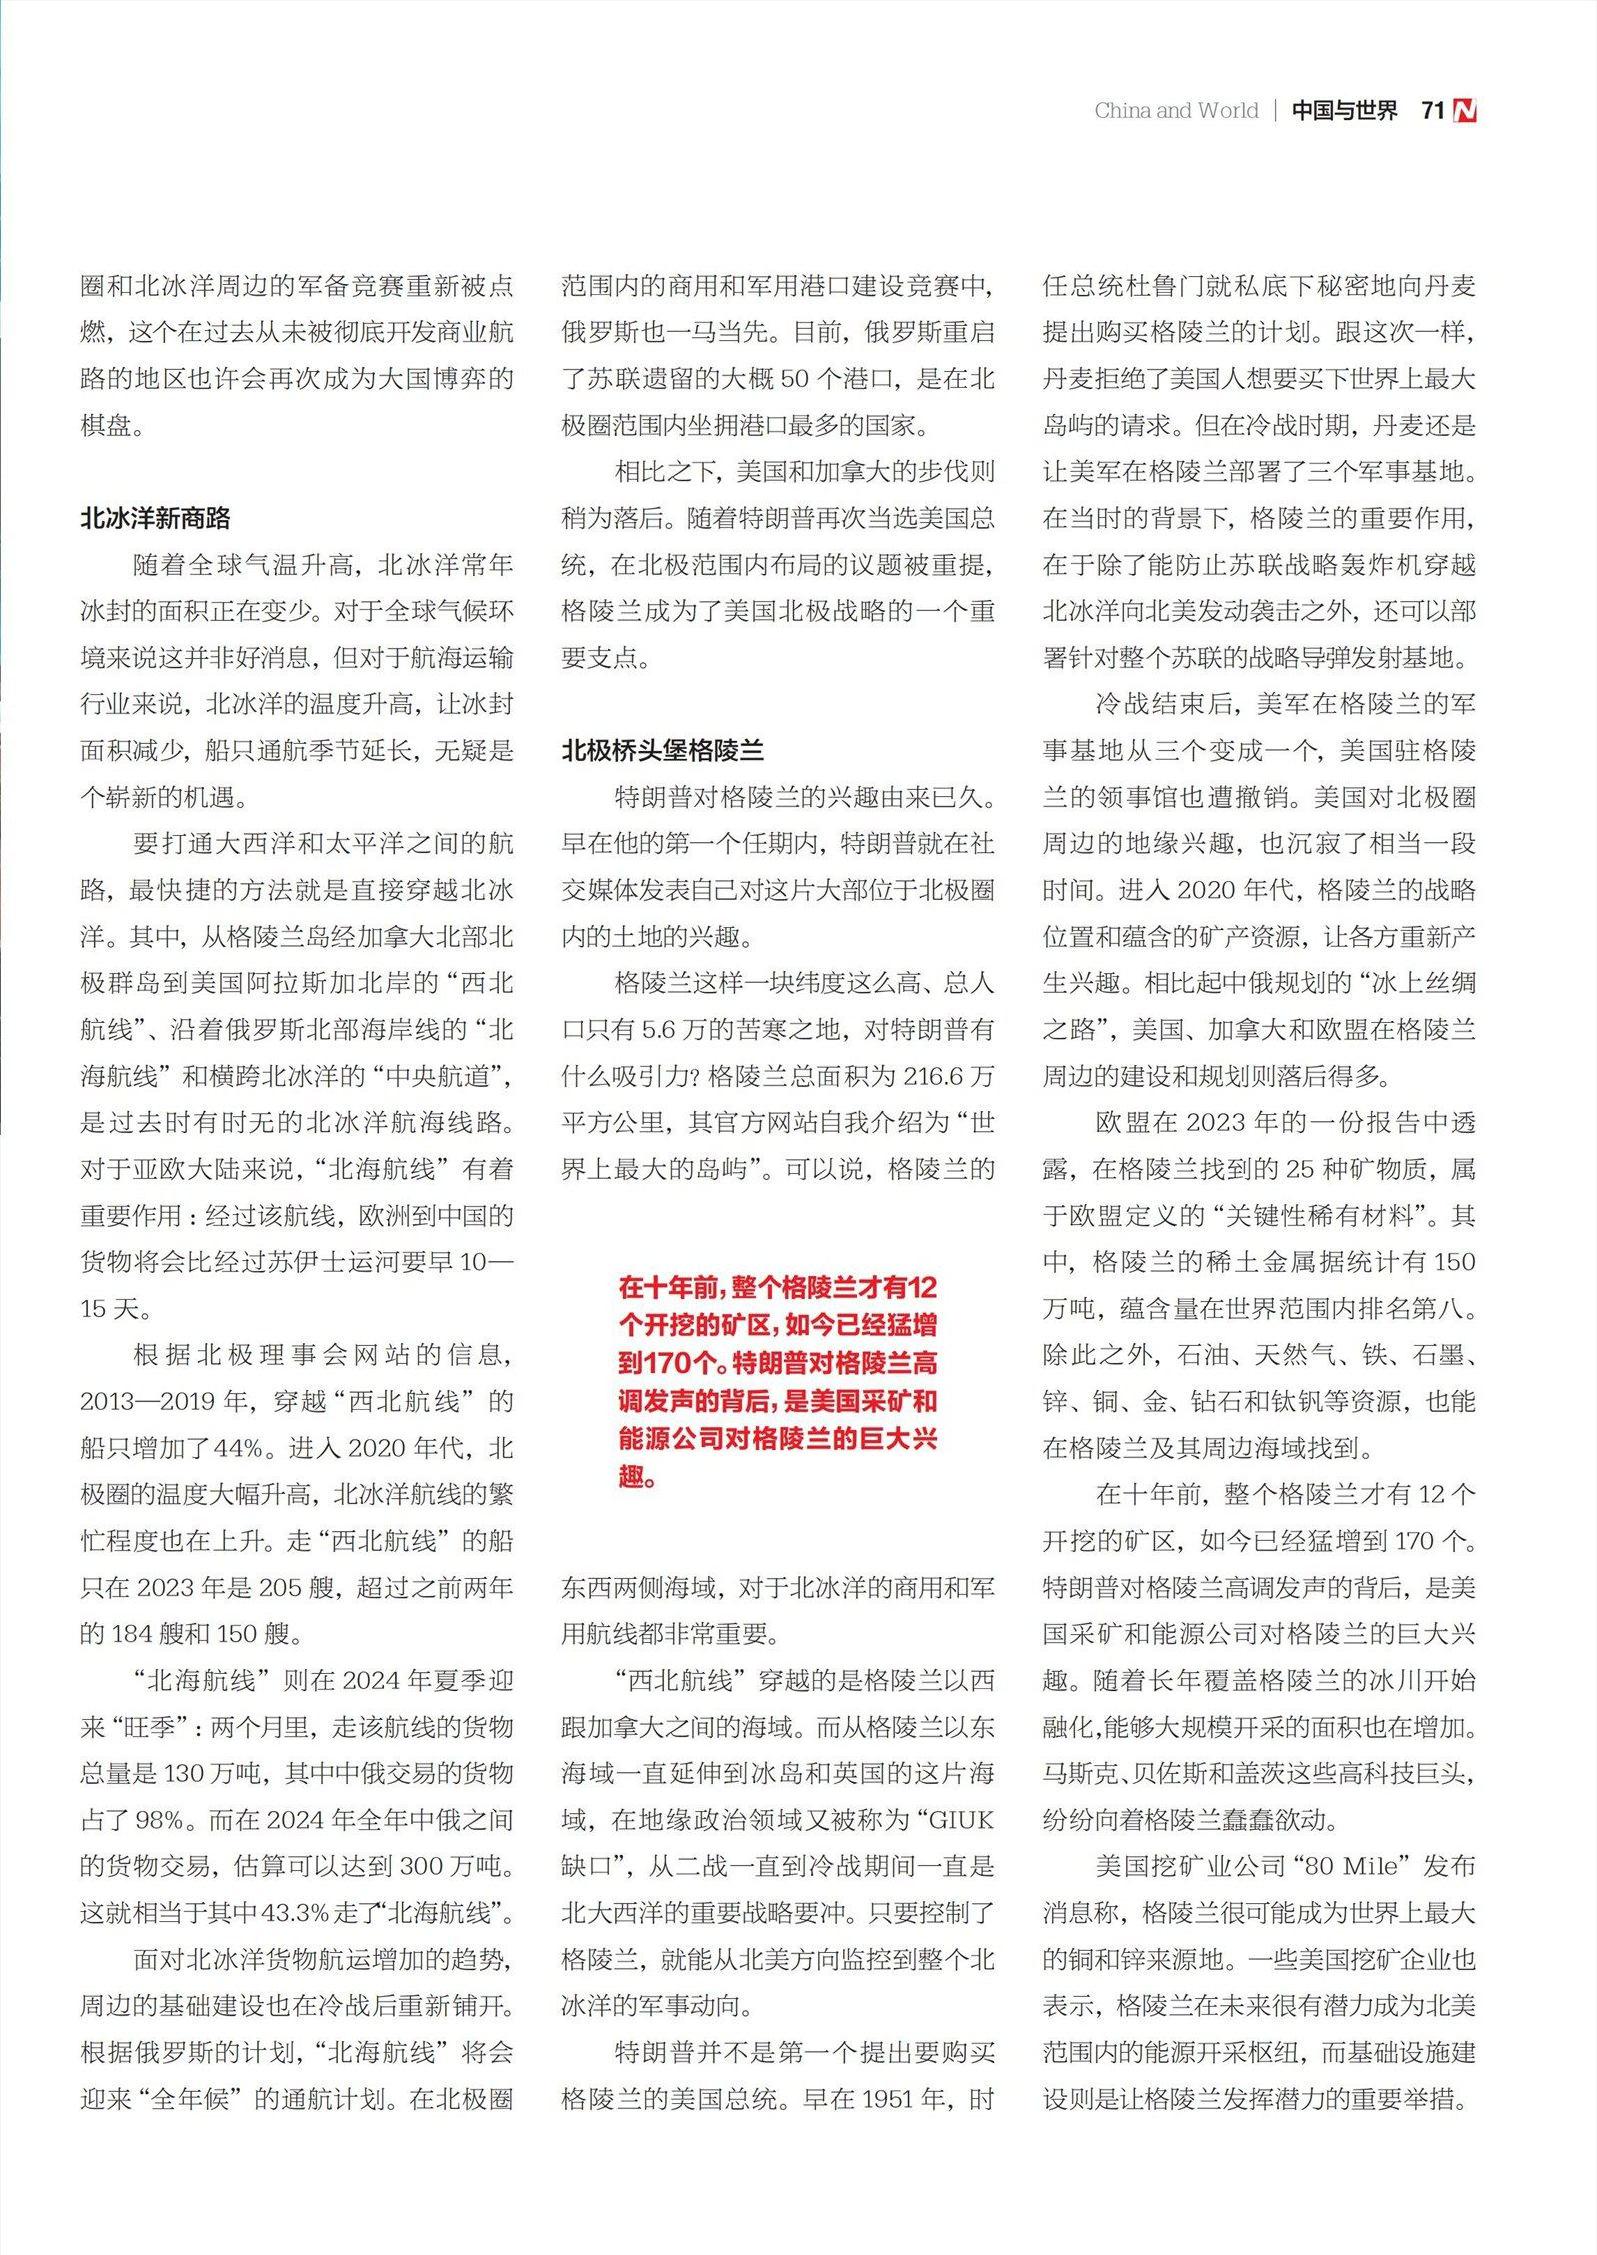 China and World | 中国与世界 71 N
圈和北冰洋周边的军备竞赛重新被点
燃，这个在过去从未被彻底开发商业航
路的地区也许会再次成为大国博弈的
棋盘。
北冰洋新商路
随着全球气温升高，北冰洋常年
冰封的面积正在变少。对于全球气候环
境来说这并非好消息，但对于航海运输
行业来说，北冰洋的温度升高，让冰封
面积减少，船只通航季节延长，无疑是
个崭新的机遇。
要打通大西洋和太平洋之间的航
路，最快捷的方法就是直接穿越北冰
洋。其中，从格陵兰岛经加拿大北部北
极群岛到美国阿拉斯加北岸的“西北
航线”、沿着俄罗斯北部海岸线的“北
海航线”和横跨北冰洋的“中央航道”，
是过去时有时无的北冰洋航海线路。
对于亚欧大陆来说，“北海航线”有着
重要作用：经过该航线，欧洲到中国的
货物将会比经过苏伊士运河要早 10—
15 天。
根据北极理事会网站的信息，
2013—2019 年，穿越“西北航线”的
船只增加了44%。进入 2020 年代，北
极圈的温度大幅升高，北冰洋航线的繁
忙程度也在上升。走“西北航线”的船
只在 2023 年是 205 艘，超过之前两年
的 184 艘和 150 艘。
“北海航线”则在 2024 年夏季迎
来“旺季”：两个月里，走该航线的货物
总量是 130 万吨，其中中俄交易的货物
占了 98%。而在 2024 年全年中俄之间
的货物交易，估算可以达到 300 万吨。
这就相当于其中 43.3% 走了“北海航线”。
面对北冰洋货物航运增加的趋势，
周边的基础建设也在冷战后重新铺开。
根据俄罗斯的计划，“北海航线”将会
迎来“全年候”的通航计划。在北极圈
范围内的商用和军用港口建设竞赛中，
俄罗斯也一马当先。目前，俄罗斯重启
了苏联遗留的大概 50 个港口，是在北
极圈范围内坐拥港口最多的国家。
相比之下，美国和加拿大的步伐则
稍为落后。随着特朗普再次当选美国总
统，在北极范围内布局的议题被重提，
格陵兰成为了美国北极战略的一个重
要支点。
北极桥头堡格陵兰
特朗普对格陵兰的兴趣由来已久。
早在他的第一个任期内，特朗普就在社
交媒体发表自己对这片大部位于北极圈
内的土地的兴趣。
格陵兰这样一块纬度这么高、总人
口只有 5.6 万的苦寒之地，对特朗普有
什么吸引力？格陵兰总面积为 216.6 万
平方公里，其官方网站自我介绍为“世
界上最大的岛屿”。可以说，格陵兰的
在十年前，整个格陵兰才有12
个开挖的矿区，如今已经猛增
到170个。特朗普对格陵兰高
调发声的背后，是美国采矿和
能源公司对格陵兰的巨大兴
趣。
东西两侧海域，对于北冰洋的商用和军
用航线都非常重要。
“西北航线”穿越的是格陵兰以西
跟加拿大之间的海域。而从格陵兰以东
海域一直延伸到冰岛和英国的这片海
域，在地缘政治领域又被称为“GIUK
缺口”，从二战一直到冷战期间一直是
北大西洋的重要战略要冲。只要控制了
格陵兰，就能从北美方向监控到整个北
冰洋的军事动向。
特朗普并不是第一个提出要购买
格陵兰的美国总统。早在 1951 年，时
任总统杜鲁门就私底下秘密地向丹麦
提出购买格陵兰的计划。跟这次一样，
丹麦拒绝了美国人想要买下世界上最大
岛屿的请求。但在冷战时期，丹麦还是
让美军在格陵兰部署了三个军事基地。
在当时的背景下，格陵兰的重要作用，
在于除了能防止苏联战略轰炸机穿越
北冰洋向北美发动袭击之外，还可以部
署针对整个苏联的战略导弹发射基地。
冷战结束后，美军在格陵兰的军
事基地从三个变成一个，美国驻格陵
兰的领事馆也遭撤销。美国对北极圈
周边的地缘兴趣，也沉寂了相当一段
时间。进入 2020 年代，格陵兰的战略
位置和蕴含的矿产资源，让各方重新产
生兴趣。相比起中俄规划的“冰上丝绸
之路”，美国、加拿大和欧盟在格陵兰
周边的建设和规划则落后得多。
欧盟在 2023 年的一份报告中透
露，在格陵兰找到的 25 种矿物质，属
于欧盟定义的“关键性稀有材料”。其
中，格陵兰的稀土金属据统计有 150
万吨，蕴含量在世界范围内排名第八。
除此之外，石油、天然气、铁、石墨、
锌、铜、金、钻石和钛钒等资源，也能
在格陵兰及其周边海域找到。
在十年前，整个格陵兰才有 12 个
开挖的矿区，如今已经猛增到 170 个。
特朗普对格陵兰高调发声的背后，是美
国采矿和能源公司对格陵兰的巨大兴
趣。随着长年覆盖格陵兰的冰川开始
融化，能够大规模开采的面积也在增加。
马斯克、贝佐斯和盖茨这些高科技巨头，
纷纷向着格陵兰蠢蠢欲动。
美国挖矿业公司“80 Mile”发布
消息称，格陵兰很可能成为世界上最大
的铜和锌来源地。一些美国挖矿企业也
表示，格陵兰在未来很有潜力成为北美
范围内的能源开采枢纽，而基础设施建
设则是让格陵兰发挥潜力的重要举措。